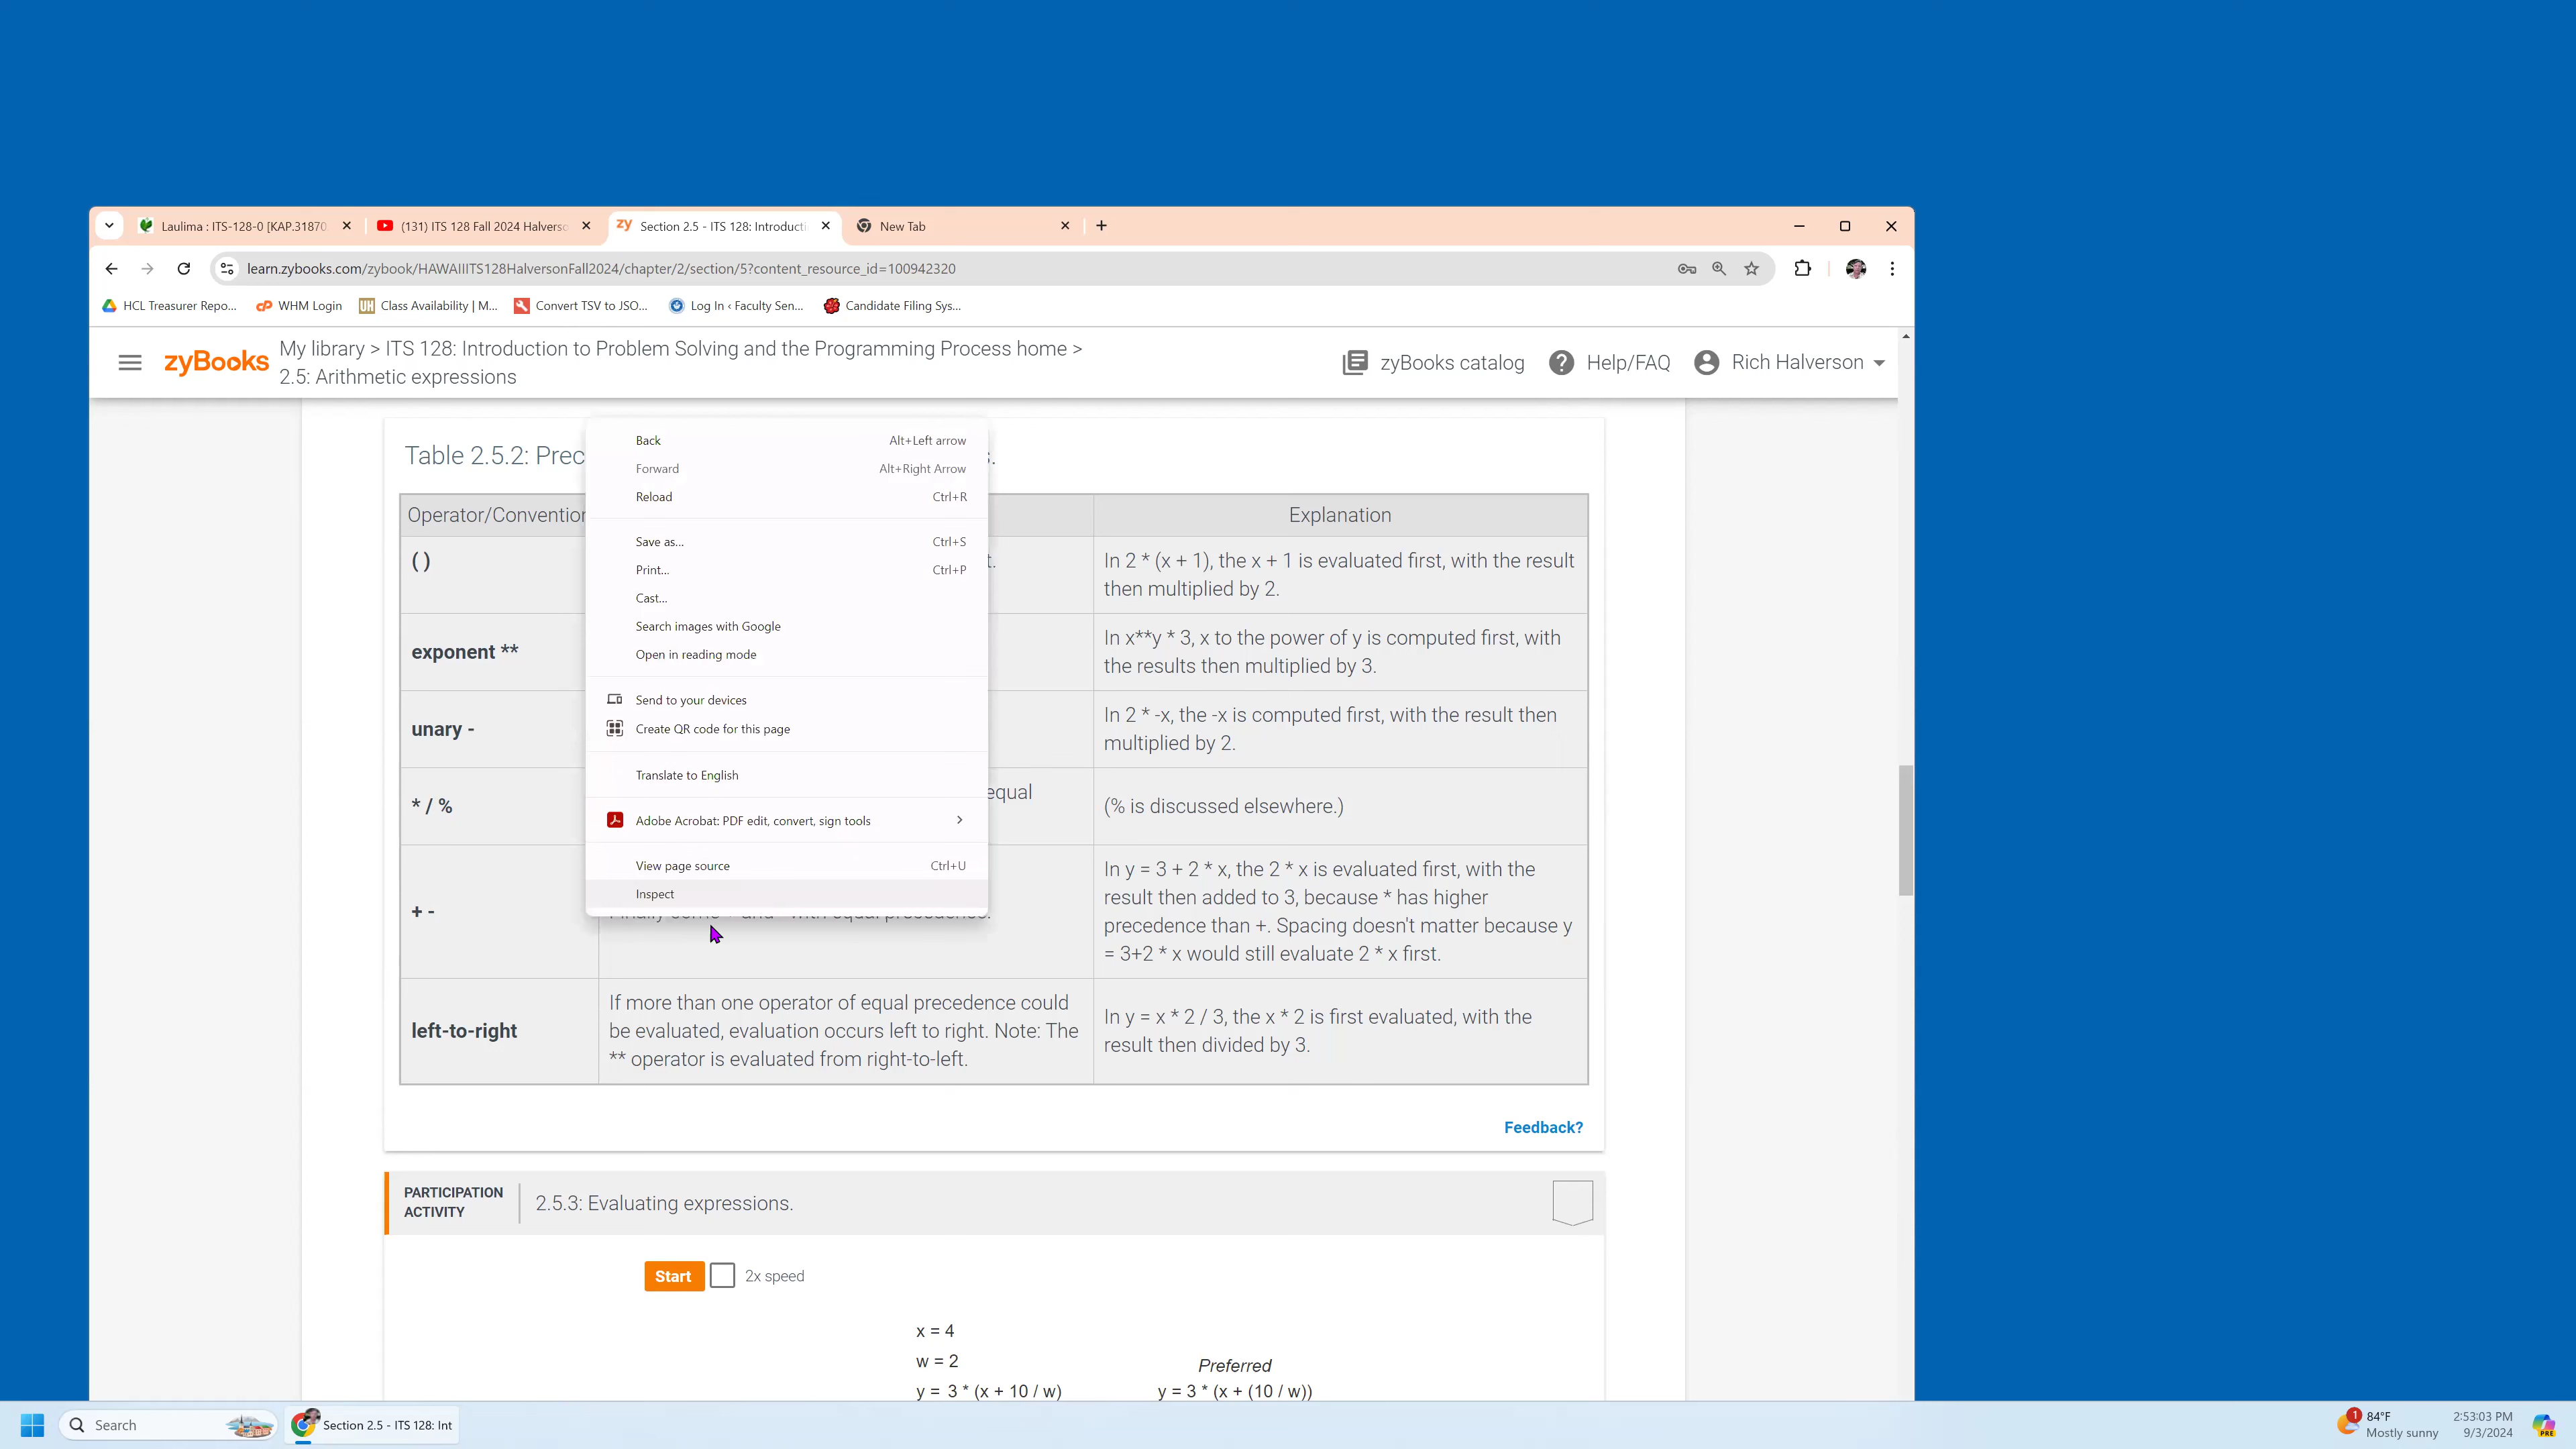 Laulima : ITS-128-0 [KAP.31870
(131) ITS 128 Fall 2024 Halverso
zy Section 2.5 - ITS 128: Introducti
New Tab
learn.zybooks.com/zybook/HAWAIIITS128HalversonFall2024/chapter/2/section/5?content_resource_id=100942320
HCL Treasurer Repo...
WHM Login
Class Availability | M...
Convert TSV to JSO...
Log In ‹ Faculty Sen...
Candidate Filing Sys...
zyBooks
My library > ITS 128: Introduction to Problem Solving and the Programming Process home >
2.5: Arithmetic expressions
zyBooks catalog
Help/FAQ
Rich Halverson
Table 2.5.2: Prec
s.
Back Alt+Left arrow
Forward Alt+Right Arrow
Reload Ctrl+R
Save as... Ctrl+S
Print... Ctrl+P
Cast...
Search images with Google
Open in reading mode
Send to your devices
Create QR code for this page
Translate to English
Adobe Acrobat: PDF edit, convert, sign tools
View page source Ctrl+U
Inspect
Operator/Convention
Explanation
( )
t.
In 2 * (x + 1), the x + 1 is evaluated first, with the result
then multiplied by 2.
exponent **
In x**y * 3, x to the power of y is computed first, with
the results then multiplied by 3.
unary -
In 2 * -x, the -x is computed first, with the result then
multiplied by 2.
* / %
equal
(% is discussed elsewhere.)
+ -
with equal precedence.
In y = 3 + 2 * x, the 2 * x is evaluated first, with the
result then added to 3, because * has higher
precedence than +. Spacing doesn't matter because y
= 3+2 * x would still evaluate 2 * x first.
left-to-right
If more than one operator of equal precedence could
be evaluated, evaluation occurs left to right. Note: The
** operator is evaluated from right-to-left.
In y = x * 2 / 3, the x * 2 is first evaluated, with the
result then divided by 3.
Feedback?
PARTICIPATION
ACTIVITY
2.5.3: Evaluating expressions.
Start
2x speed
x = 4
w = 2
y = 3 * (x + 10 / w)
Preferred
y = 3 * (x + (10 / w))
Search
Section 2.5 - ITS 128: Int
1
84°F
Mostly sunny
2:53:03 PM
9/3/2024
PRE